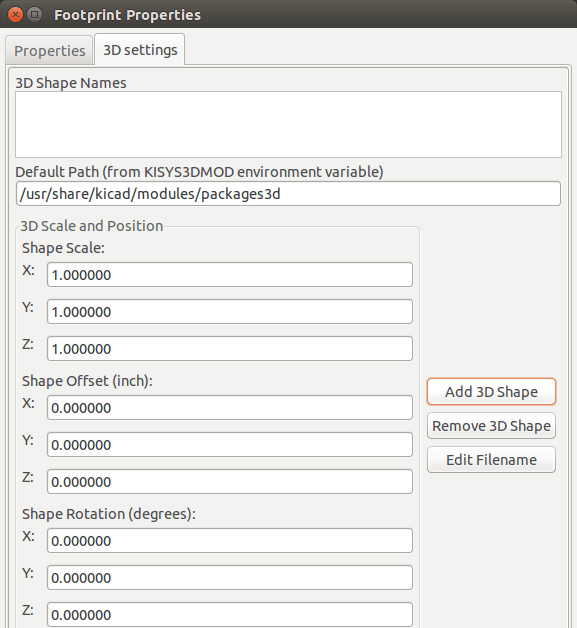 Footprint Properties
Properties
3D settings
3D Shape Names
Default Path (from KISYS3DMOD environment variable)
/usr/share/kicad/modules/packages3d
3D Scale and Position
Shape Scale:
X: 1.000000
Y: 1.000000
Z: 1.000000
Shape Offset (inch):
X: 0.000000
Y: 0.000000
Z: 0.000000
Shape Rotation (degrees):
X: 0.000000
Y: 0.000000
Z: 0.000000
Add 3D Shape
Remove 3D Shape
Edit Filename